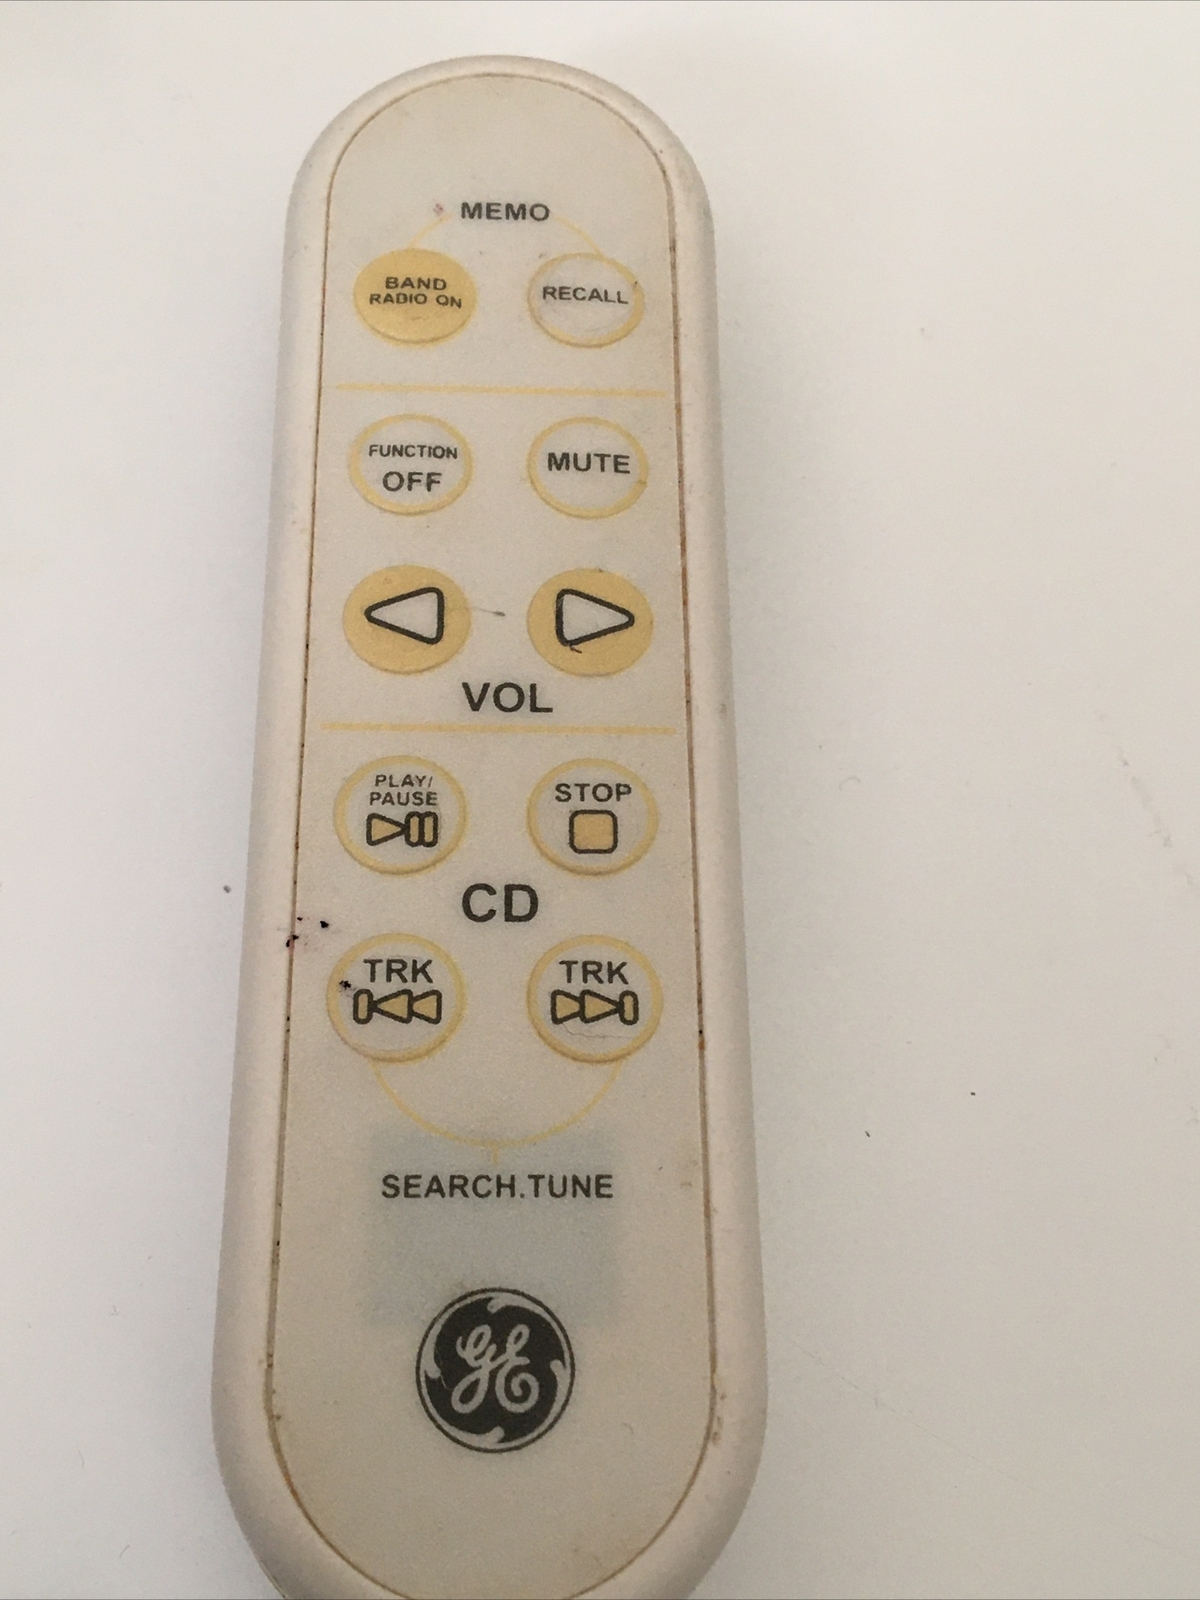 MEMO
BAND
RADIO ON
RECALL
FUNCTION
OFF
MUTE
VOL
PLAY/
PAUSE
STOP
CD
TRK
TRK
SEARCH.TUNE
GE